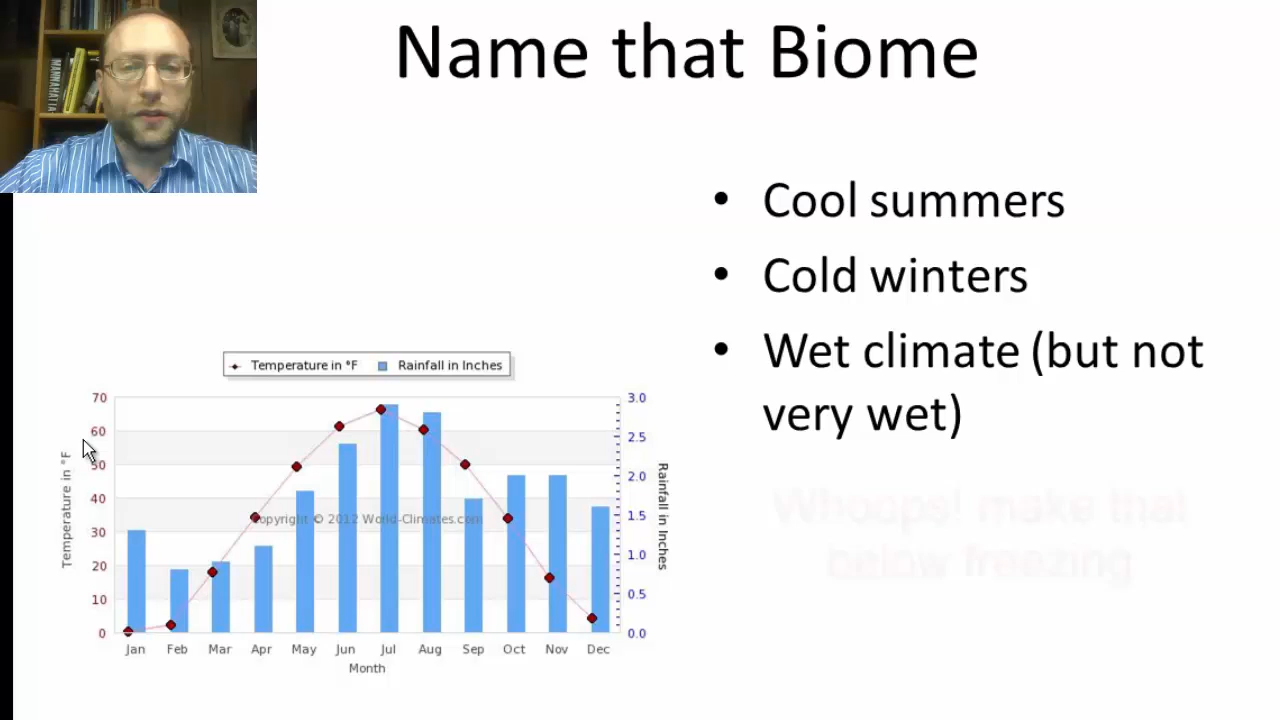 MANNAHATTA
Name that Biome
• Cool summers
• Cold winters
• Wet climate (but not
very wet)
Whoops! make that
below freezing
Temperature in °F Rainfall in Inches
70
60
50
40
30
20
10
0
Temperature in °F
3.0
2.5
2.0
1.5
1.0
0.5
0.0
Rainfall in Inches
Copyright © 2012 World-Climates.com
Jan Feb Mar Apr May Jun Jul Aug Sep Oct Nov Dec
Month